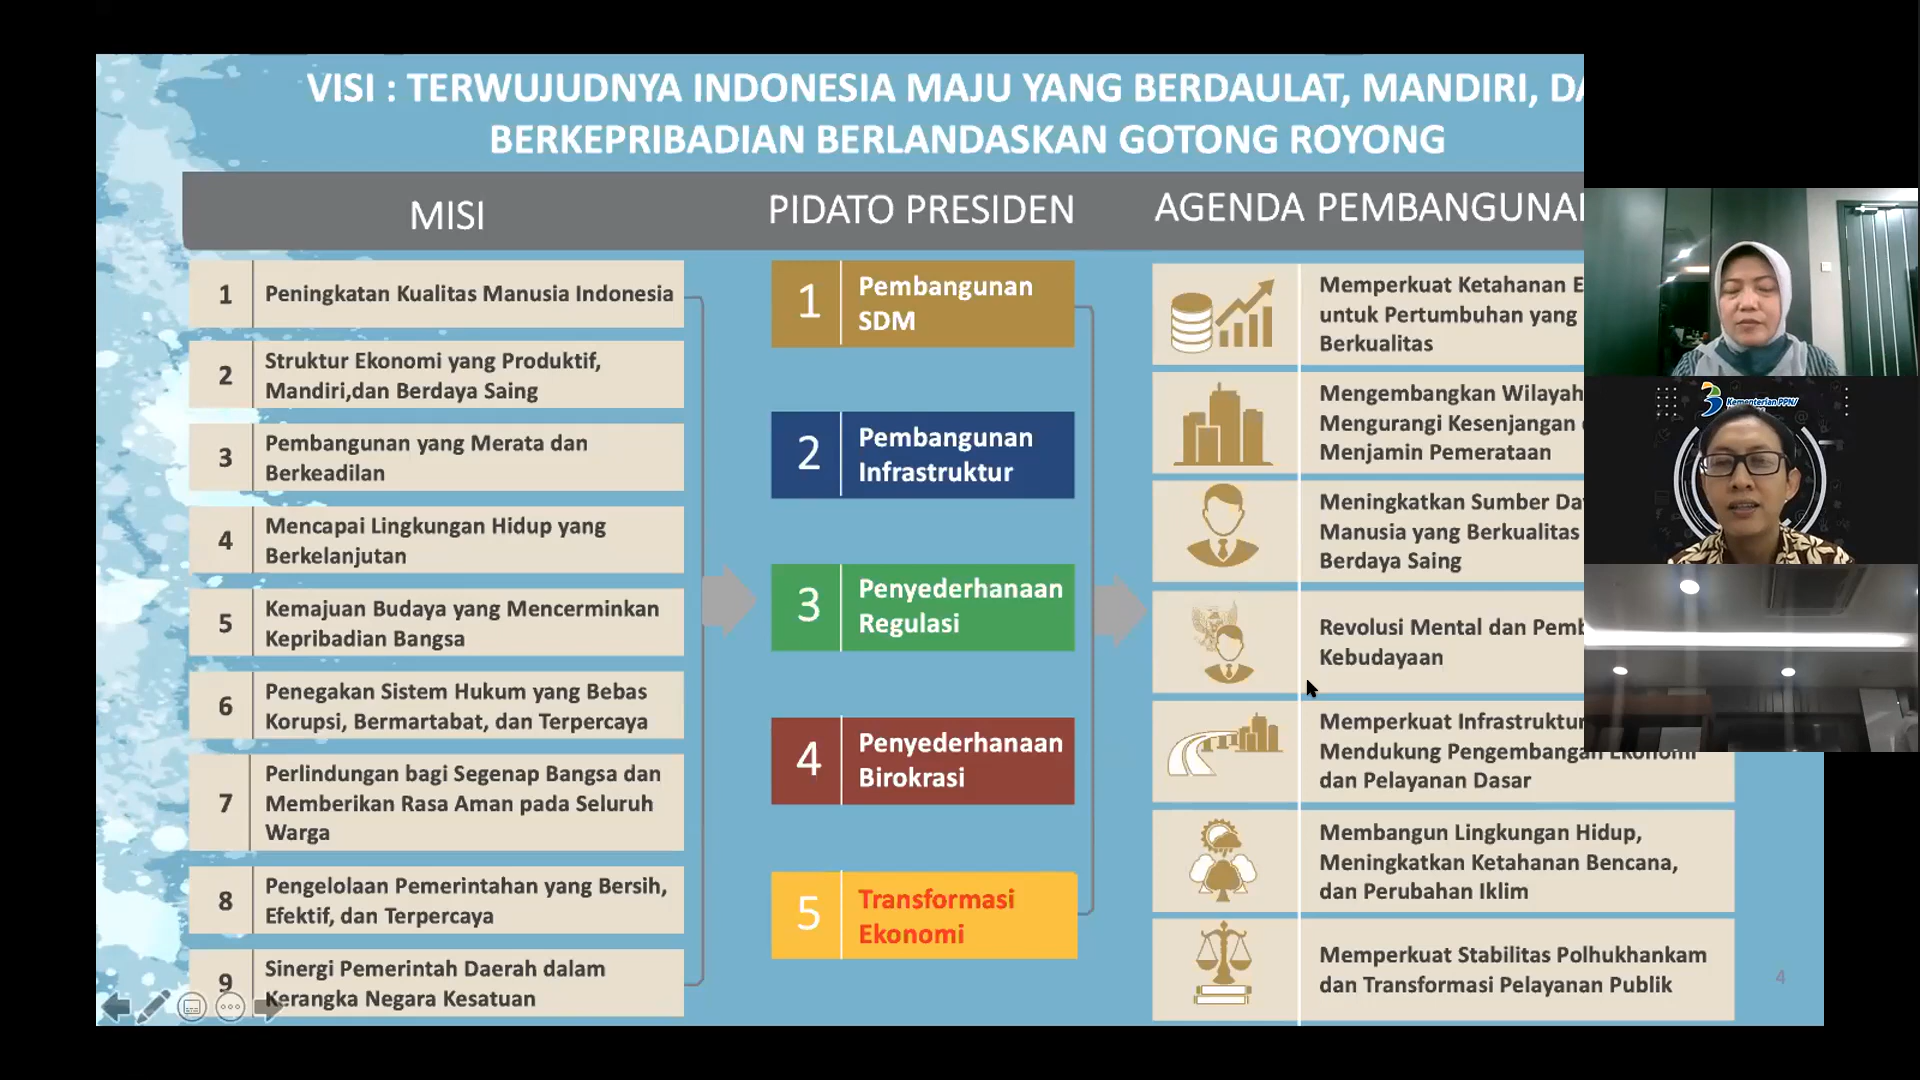 VISI : TERWUJUDNYA INDONESIA MAJU YANG BERDAULAT, MANDIRI,
BERKEPRIBADIAN BERLANDASKAN GOTONG ROYONG
MISI
1
Peningkatan Kualitas Manusia Indonesia
2
Struktur Ekonomi yang Produktif,
Mandiri,dan Berdaya Saing
3
Pembangunan yang Merata dan
Berkeadilan
4
Mencapai Lingkungan Hidup yang
Berkelanjutan
5
Kemajuan Budaya yang Mencerminkan
Kepribadian Bangsa
6
Penegakan Sistem Hukum yang Bebas
Korupsi, Bermartabat, dan Terpercaya
7
Perlindungan bagi Segenap Bangsa dan
Memberikan Rasa Aman pada Seluruh
Warga
8
Pengelolaan Pemerintahan yang Bersih,
Efektif, dan Terpercaya
9
Sinergi Pemerintah Daerah dalam
Kerangka Negara Kesatuan
PIDATO PRESIDEN
1
Pembangunan
SDM
2
Pembangunan
Infrastruktur
3
Penyederhanaan
Regulasi
4
Penyederhanaan
Birokrasi
5
Transformasi
Ekonomi
AGENDA PEMBANGUNAN
Memperkuat Ketahanan
untuk Pertumbuhan yang
Berkualitas
Mengembangkan Wilayah
Mengurangi Kesenjangan
Menjamin Pemerataan
Meningkatkan Sumber
Manusia yang Berkualitas
Berdaya Saing
Revolusi Mental dan
Kebudayaan
Memperkuat Infrastruktur
Mendukung Pengembangan Ekonomi
dan Pelayanan Dasar
Membangun Lingkungan Hidup,
Meningkatkan Ketahanan Bencana,
dan Perubahan Iklim
Memperkuat Stabilitas Polhukhankam
dan Transformasi Pelayanan Publik
4
Kementerian PPN/